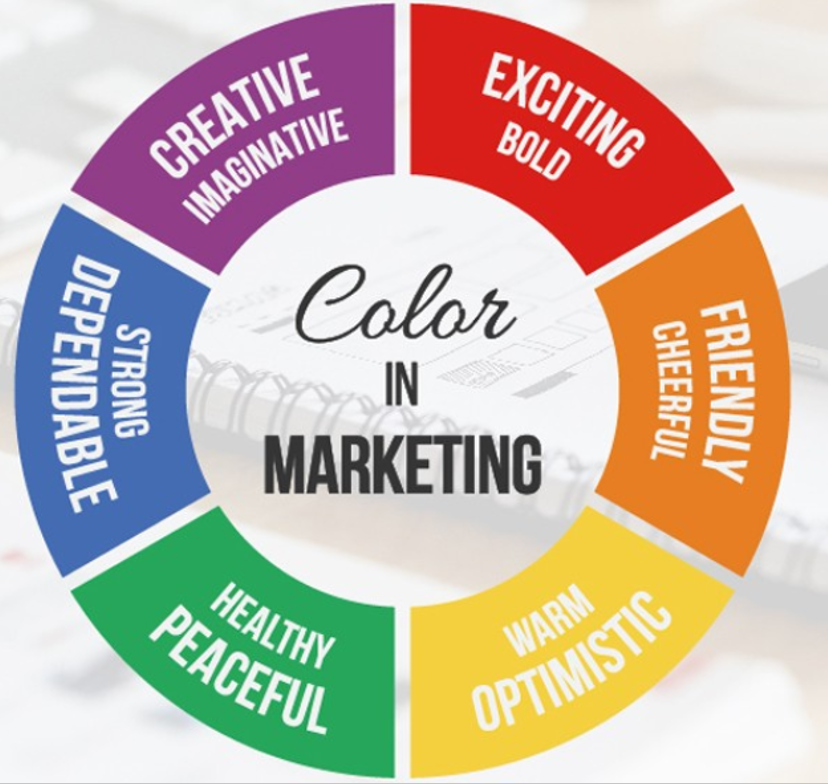 Color
IN
MARKETING
EXCITING
BOLD
FRIENDLY
CHEERFUL
WARM
OPTIMISTIC
HEALTHY
PEACEFUL
STRONG
DEPENDABLE
CREATIVE
IMAGINATIVE